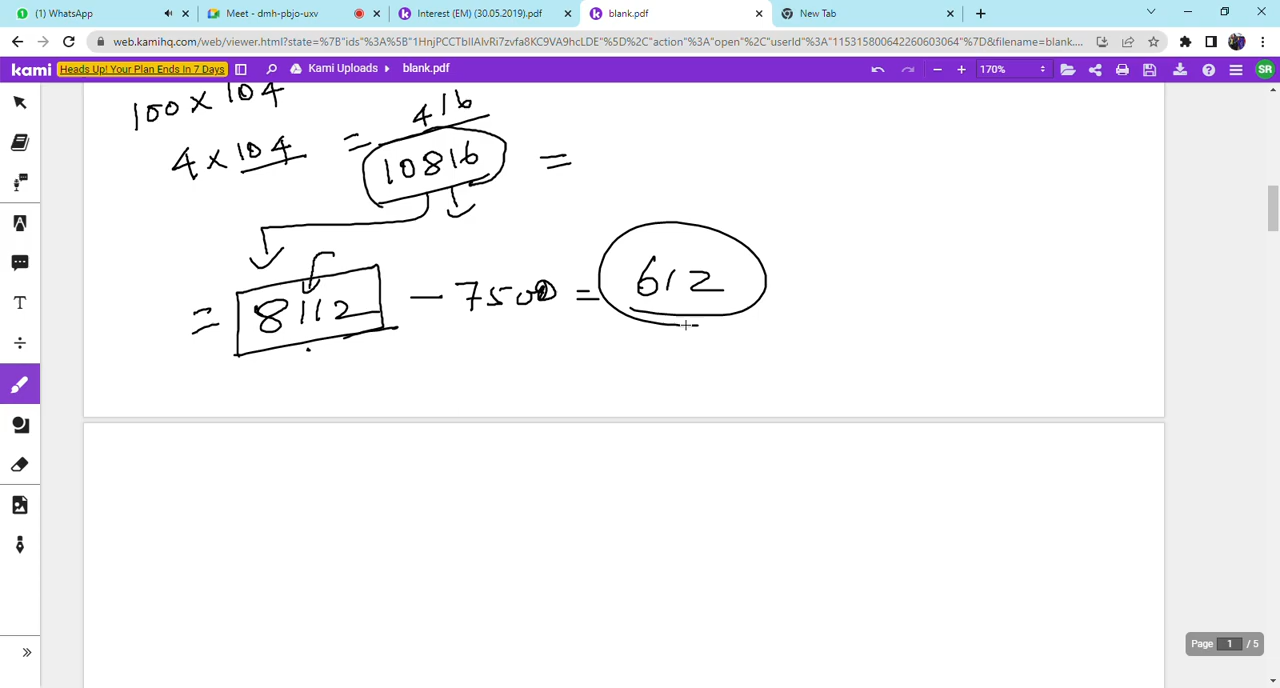 (1) WhatsApp
Meet - dmh-pbjo-uxv
Interest (EM) (30.05.2019).pdf
blank.pdf
New Tab
web.kamihq.com/web/viewer.html?state=%7B"ids"%3A%5B"1HnjPCCTbIIAlvRi7zvfa8KC9VA9hcLDE"%5D%2C"action"%3A"open"%2C"userId"%3A"115315800642260603064"%7D&filename=blank....
kami
Heads Up! Your Plan Ends In 7 Days
Kami Uploads
blank.pdf
170%
SR
100 × 104
4 × 104 = 416
10816 =
= 8112 — 7500 = 612
Page 1 / 5